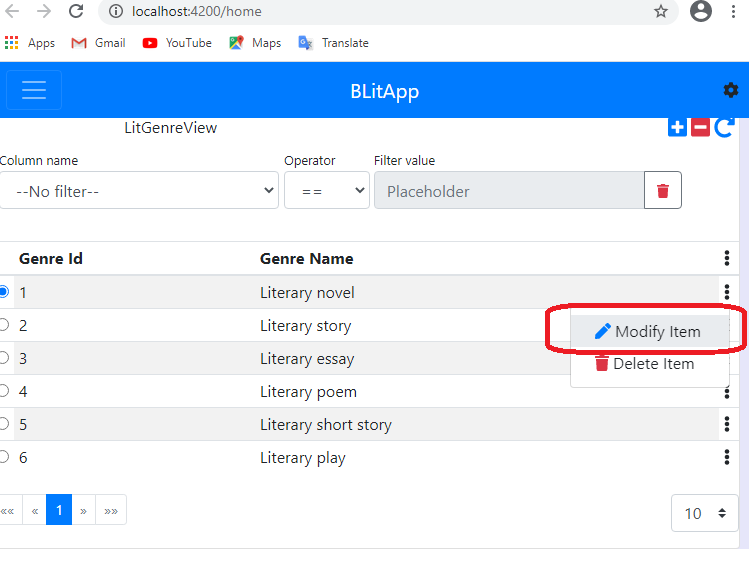 localhost:4200/home
Apps Gmail YouTube Maps Translate
BLitApp
LitGenreView
Column name Operator Filter value
--No filter-- == Placeholder
Genre Id Genre Name
1 Literary novel
2 Literary story
Modify Item
3 Literary essay
Delete Item
4 Literary poem
5 Literary short story
6 Literary play
«« « 1 » »» 10